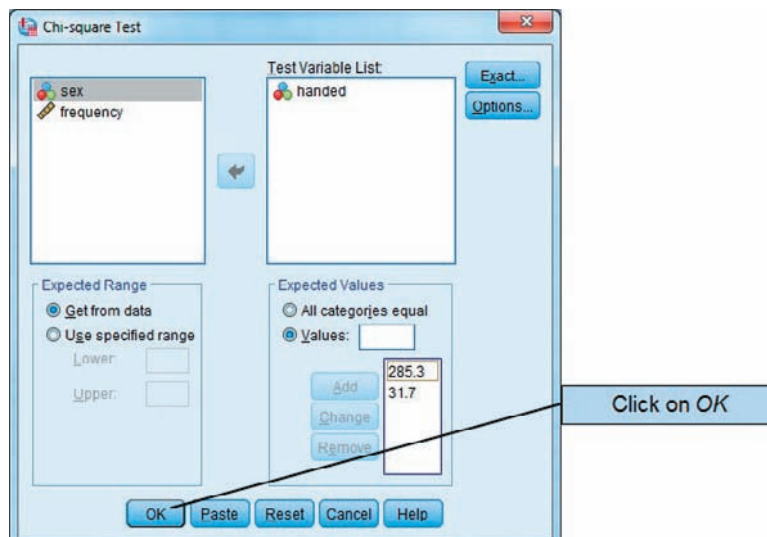 Chi-square Test
Test Variable List:
sex
frequency
handed
Exact...
Options...
Expected Range
Get from data
Use specified range
Lower:
Upper:
Expected Values
All categories equal
Values:
285.3
31.7
Add
Change
Remove
Click on OK
OK Paste Reset Cancel Help